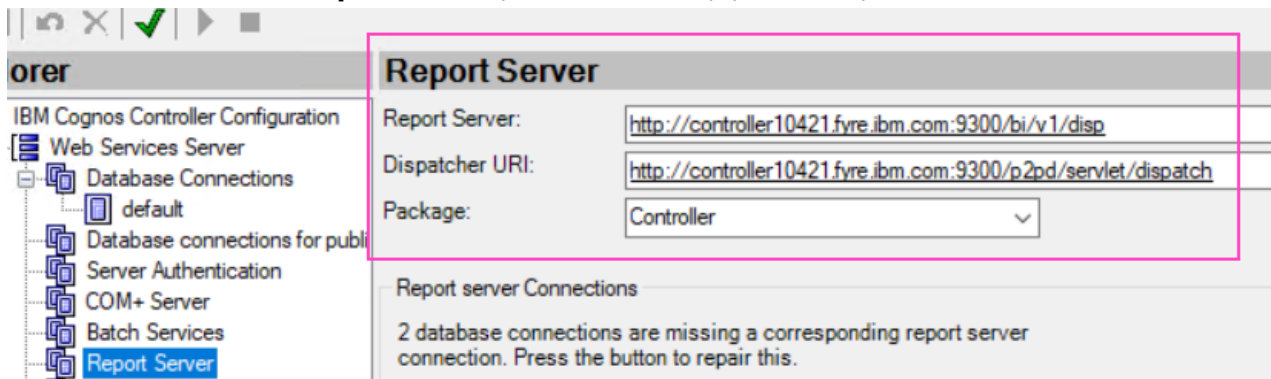 orer
IBM Cognos Controller Configuration
Web Services Server
Database Connections
default
Database connections for publi
Server Authentication
COM+ Server
Batch Services
Report Server
Report Server
Report Server:
http://controller10421.fyre.ibm.com:9300/bi/v1/disp
Dispatcher URI:
http://controller10421.fyre.ibm.com:9300/p2pd/servlet/dispatch
Package:
Controller
Report server Connections
2 database connections are missing a corresponding report server
connection. Press the button to repair this.